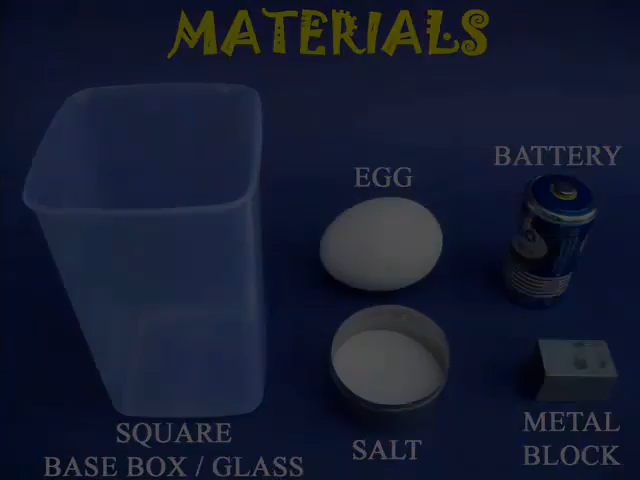 MATERIALS
BATTERY
EGG
SQUARE
BASE BOX / GLASS
SALT
METAL
BLOCK